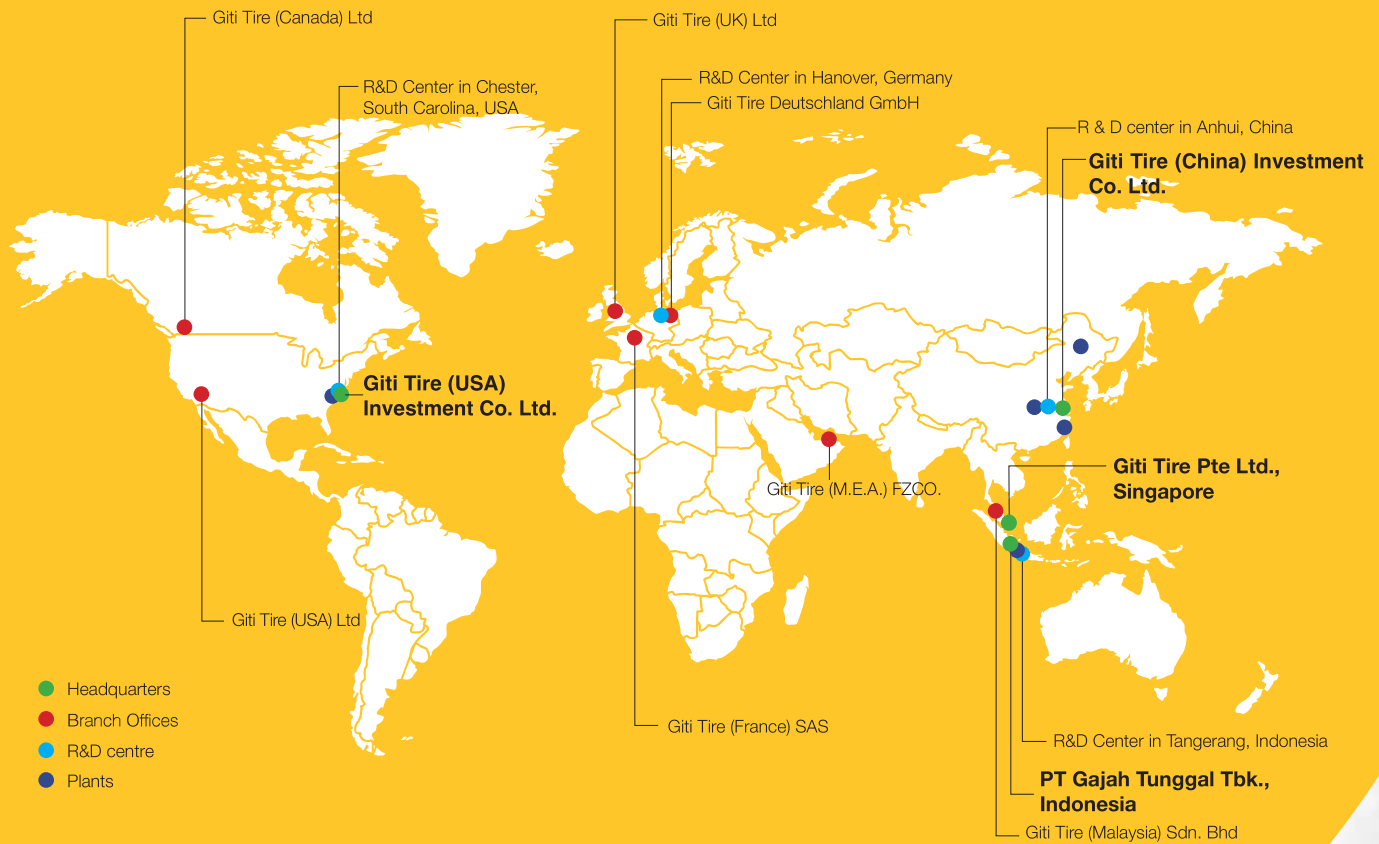 Giti Tire (Canada) Ltd
Giti Tire (UK) Ltd
R&D Center in Chester,
South Carolina, USA
R&D Center in Hanover, Germany
Giti Tire Deutschland GmbH
R & D center in Anhui, China
Giti Tire (China) Investment
Co. Ltd.
Giti Tire (USA)
Investment Co. Ltd.
Giti Tire Pte Ltd.,
Singapore
Giti Tire (M.E.A.) FZCO.
Giti Tire (USA) Ltd
Headquarters
Branch Offices
R&D centre
Plants
Giti Tire (France) SAS
R&D Center in Tangerang, Indonesia
PT Gajah Tunggal Tbk.,
Indonesia
Giti Tire (Malaysia) Sdn. Bhd